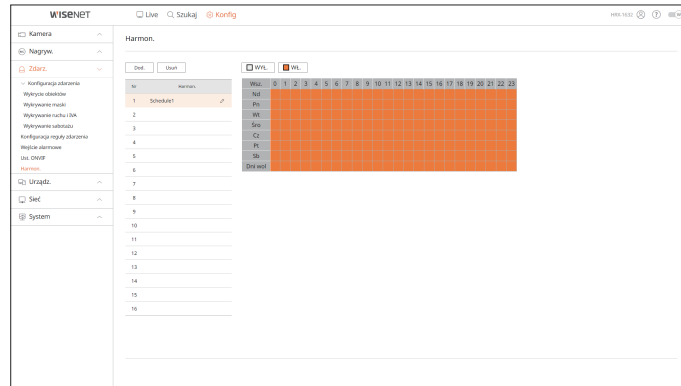 WISENET
Live Szukaj Konfig
HRX-1632
Kamera
Nagryw.
Zdarz.
Konfiguracja zdarzenia
Wykrycie obiektów
Wykrywanie maski
Wykrywanie ruchu i IVA
Wykrywanie sabotażu
Konfiguracja reguły zdarzenia
Wejście alarmowe
Ust. ONVIF
Harmon.
Urządz.
Sieć
System
Harmon.
Dod. Usuń
Nr Harmon.
1 Schedule1
2
3
4
5
6
7
8
9
10
11
12
13
14
15
16
WYŁ. WŁ.
Wsz. 0 1 2 3 4 5 6 7 8 9 10 11 12 13 14 15 16 17 18 19 20 21 22 23
Nd
Pn
Wt
Śro
Cz
Pt
Sb
Dni wol